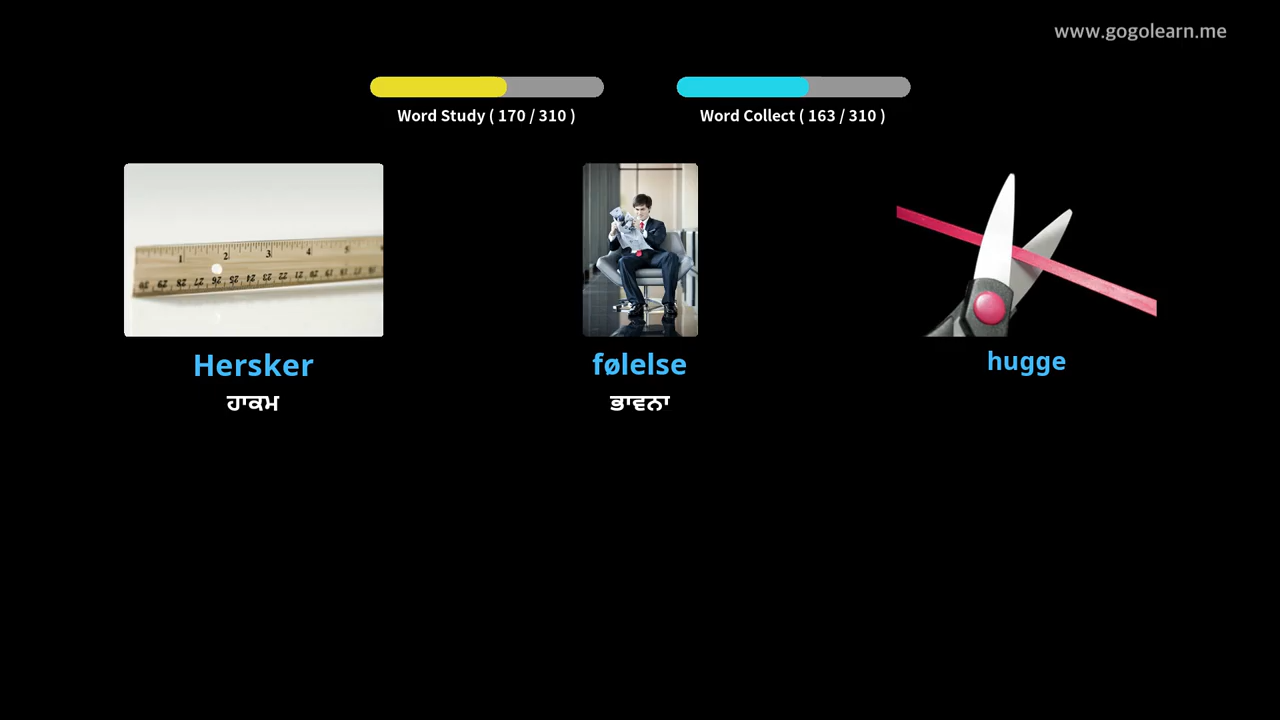 www.gogolearn.me
Word Study ( 170 / 310 )
Word Collect ( 163 / 310 )
Hersker
ਹਾਕਮ
følelse
ਭਾਵਨਾ
hugge